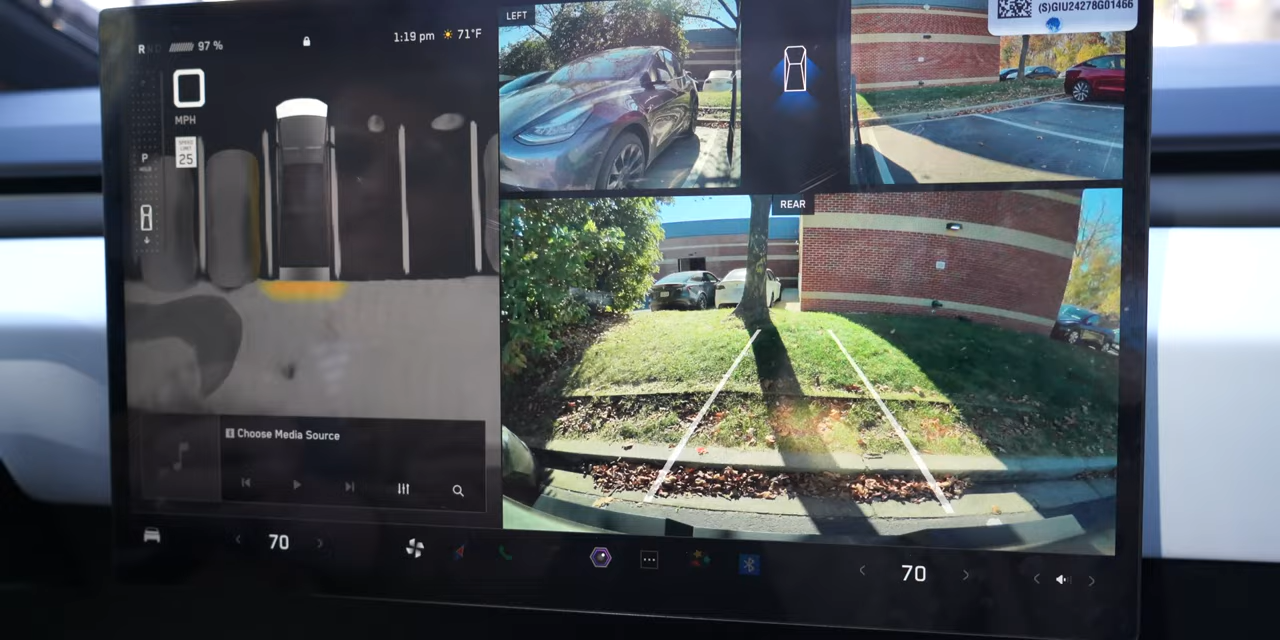 R
97 %
1:19 pm
71°F
MPH
SPEED
LIMIT
25
P
HOLD
LEFT
REAR
(S)GIU24278G01466
Choose Media Source
70
70